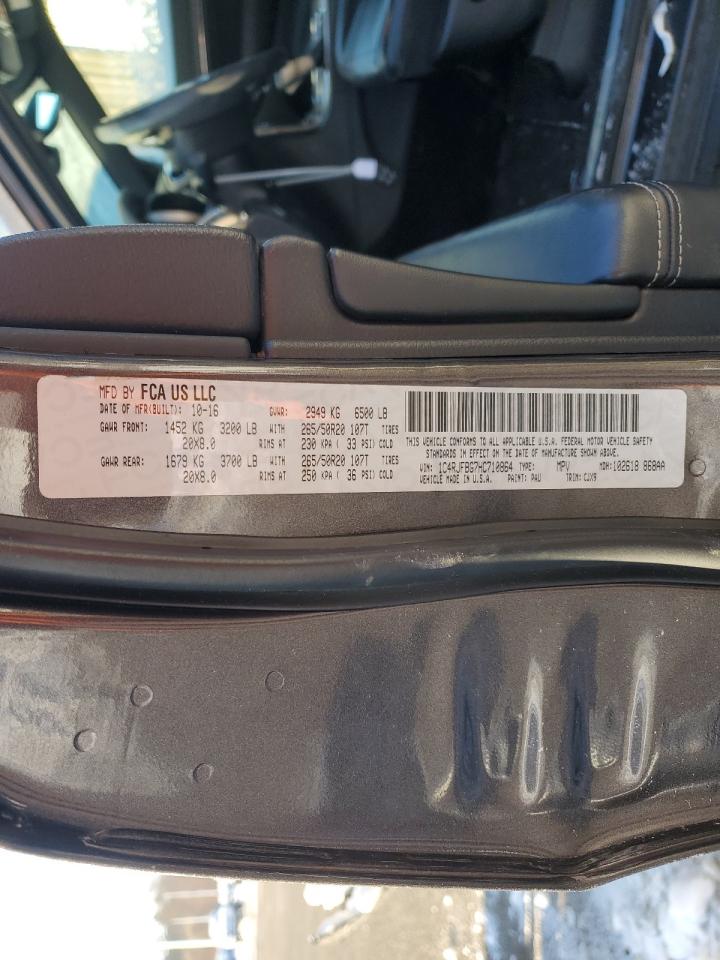 MFD BY FCA US LLC
DATE OF MFR(BUILT): 10-16 GVWR: 2949 KG 6500 LB
GAWR FRONT: 1452 KG 3200 LB WITH 265/50R20 107T TIRES
20X8.0 RIMS AT 230 KPA ( 33 PSI) COLD
GAWR REAR: 1679 KG 3700 LB WITH 265/50R20 107T TIRES
20X8.0 RIMS AT 250 KPA ( 36 PSI) COLD
THIS VEHICLE CONFORMS TO ALL APPLICABLE U.S.A. FEDERAL MOTOR VEHICLE SAFETY
STANDARDS IN EFFECT ON THE DATE OF MANUFACTURE SHOWN ABOVE.
VIN: 1C4RJFBG7HC710864 TYPE: MPV MDH: 102618 868AA
VEHICLE MADE IN U.S.A. PAINT: PAU TRIM: CJX9